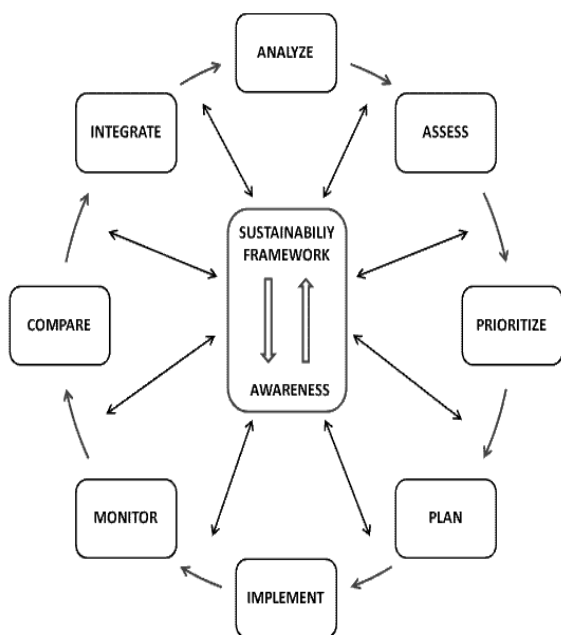 ANALYZE
ASSESS
PRIORITIZE
PLAN
IMPLEMENT
MONITOR
COMPARE
INTEGRATE
SUSTAINABILIY
FRAMEWORK
AWARENESS